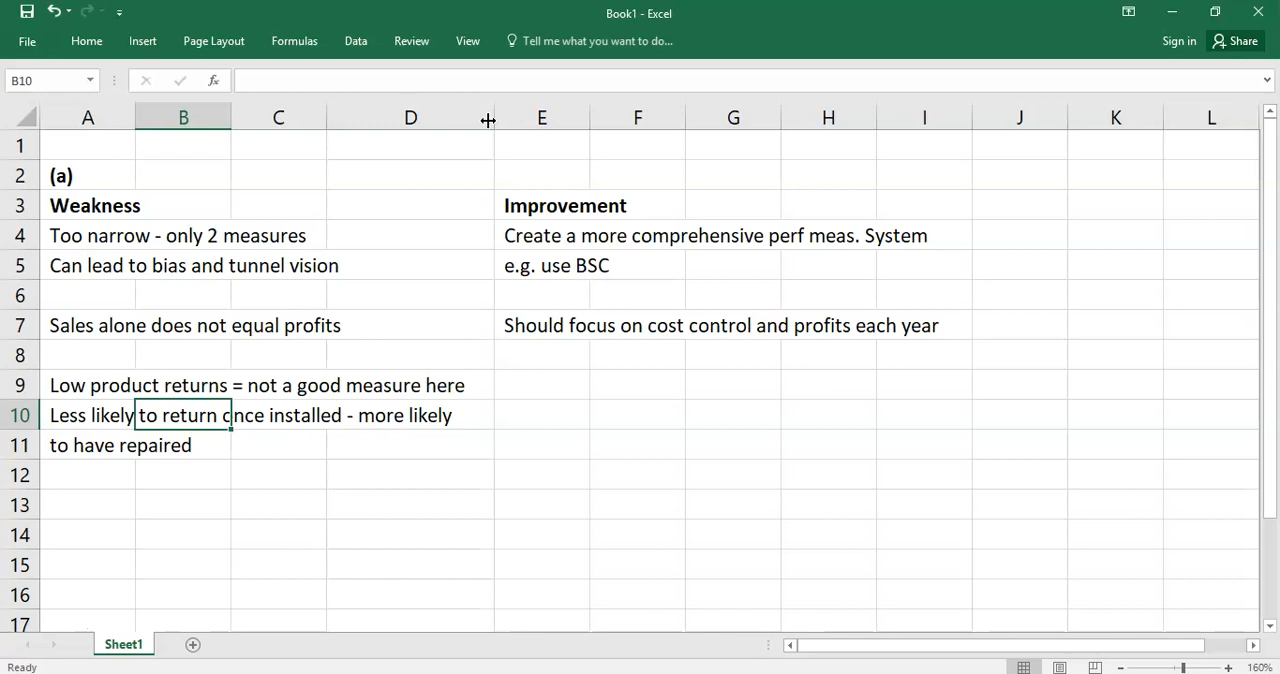 Book1 - Excel
File Home Insert Page Layout Formulas Data Review View Tell me what you want to do... Sign in Share
B10 fx
A B C D E F G H I J K L
1
2 (a)
3 Weakness Improvement
4 Too narrow - only 2 measures Create a more comprehensive perf meas. System
5 Can lead to bias and tunnel vision e.g. use BSC
6
7 Sales alone does not equal profits Should focus on cost control and profits each year
8
9 Low product returns = not a good measure here
10 Less likely to return once installed - more likely
11 to have repaired
12
13
14
15
16
17
Sheet1
Ready 160%